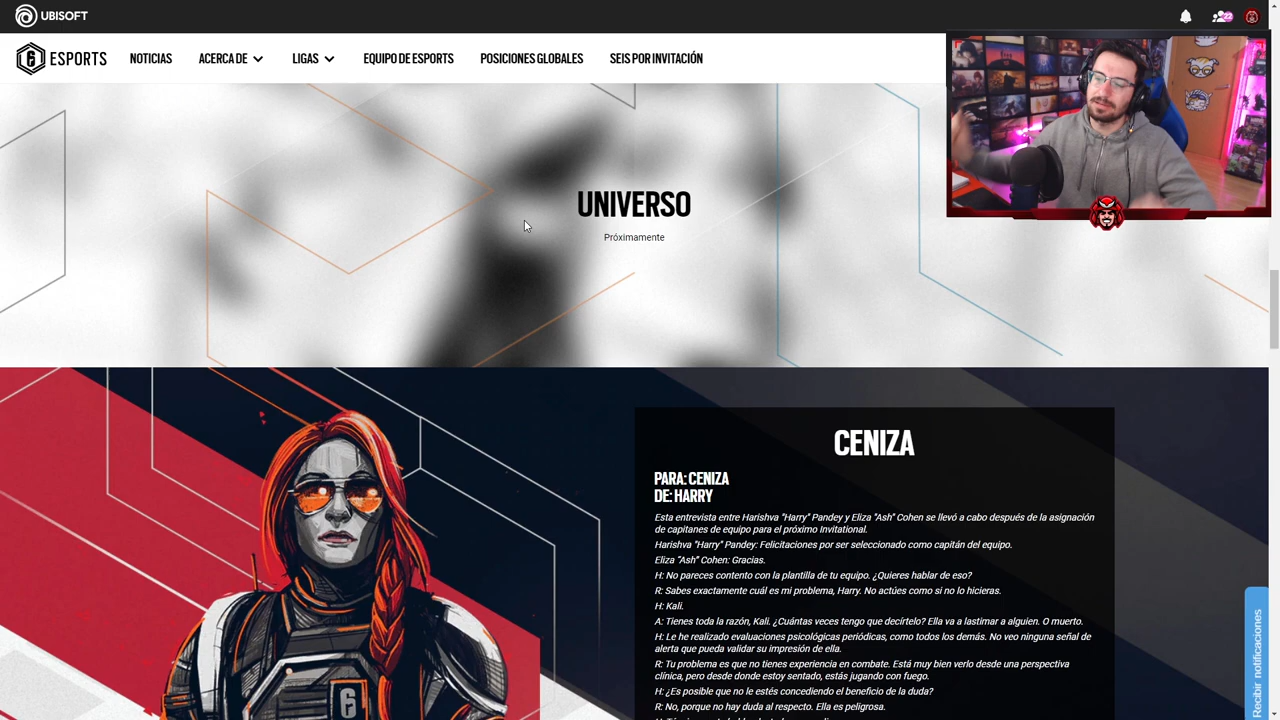 UBISOFT
22
6 ESPORTS
NOTICIAS
ACERCA DE
LIGAS
EQUIPO DE ESPORTS
POSICIONES GLOBALES
SEIS POR INVITACIÓN
UNIVERSO
Próximamente
CENIZA
PARA: CENIZA
DE: HARRY
Esta entrevista entre Harishva "Harry" Pandey y Eliza "Ash" Cohen se llevó a cabo después de la asignación
de capitanes de equipo para el próximo Invitational.
Harishva "Harry" Pandey: Felicitaciones por ser seleccionado como capitán del equipo.
Eliza "Ash" Cohen: Gracias.
H: No pareces contento con la plantilla de tu equipo. ¿Quieres hablar de eso?
R: Sabes exactamente cuál es mi problema, Harry. No actúes como si no lo hicieras.
H: Kali.
A: Tienes toda la razón, Kali. ¿Cuántas veces tengo que decírtelo? Ella va a lastimar a alguien. O muerto.
H: Le he realizado evaluaciones psicológicas periódicas, como todos los demás. No veo ninguna señal de
alerta que pueda validar su impresión de ella.
R: Tu problema es que no tienes experiencia en combate. Está muy bien verlo desde una perspectiva
clínica, pero desde donde estoy sentado, estás jugando con fuego.
H: ¿Es posible que no le estés concediendo el beneficio de la duda?
R: No, porque no hay duda al respecto. Ella es peligrosa.
6
Recibir notificaciones